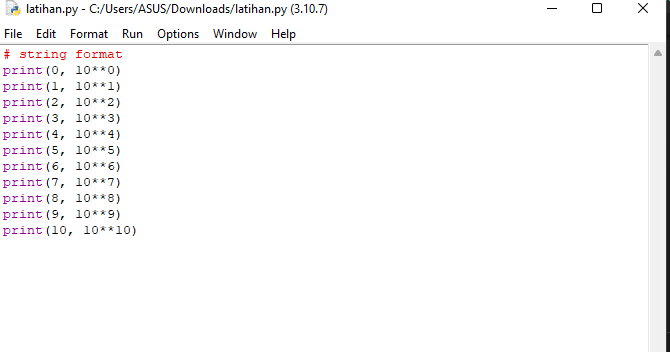 latihan.py - C:/Users/ASUS/Downloads/latihan.py (3.10.7)
File Edit Format Run Options Window Help
# string format
print(0, 10**0)
print(1, 10**1)
print(2, 10**2)
print(3, 10**3)
print(4, 10**4)
print(5, 10**5)
print(6, 10**6)
print(7, 10**7)
print(8, 10**8)
print(9, 10**9)
print(10, 10**10)